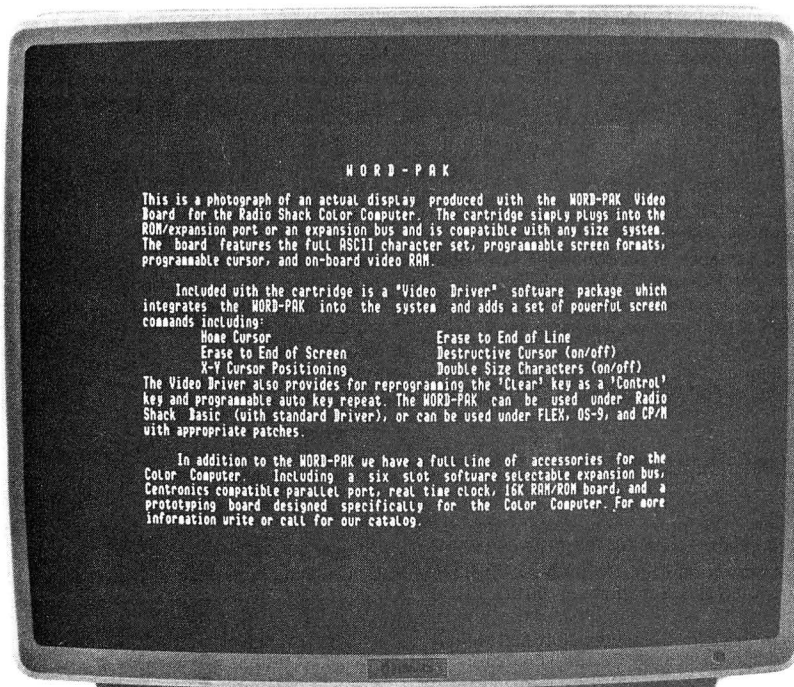 WORD-PAK
This is a photograph of an actual display produced with the WORD-PAK Video
Board for the Radio Shack Color Computer. The cartridge simply plugs into the
ROM/expansion port or an expansion bus and is compatible with any size system.
The board features the full ASCII character set, programmable screen formats,
programmable cursor, and on-board video RAM.
Included with the cartridge is a "Video Driver" software package which
integrates the WORD-PAK into the system and adds a set of powerful screen
commands including:
Home Cursor Erase to End of Line
Erase to End of Screen Destructive Cursor (on/off)
X-Y Cursor Positioning Double Size Characters (on/off)
The Video Driver also provides for reprogramming the 'Clear' key as a 'Control'
key and programmable auto key repeat. The WORD-PAK can be used under Radio
Shack Basic (with standard Driver), or can be used under FLEX, OS-9, and CP/M
with appropriate patches.
In addition to the WORD-PAK we have a full line of accessories for the
Color Computer. Including a six slot software selectable expansion bus,
Centronics compatible parallel port, real time clock, 16K RAM/ROM board, and a
prototyping board designed specifically for the Color Computer. For more
information write or call for our catalog.